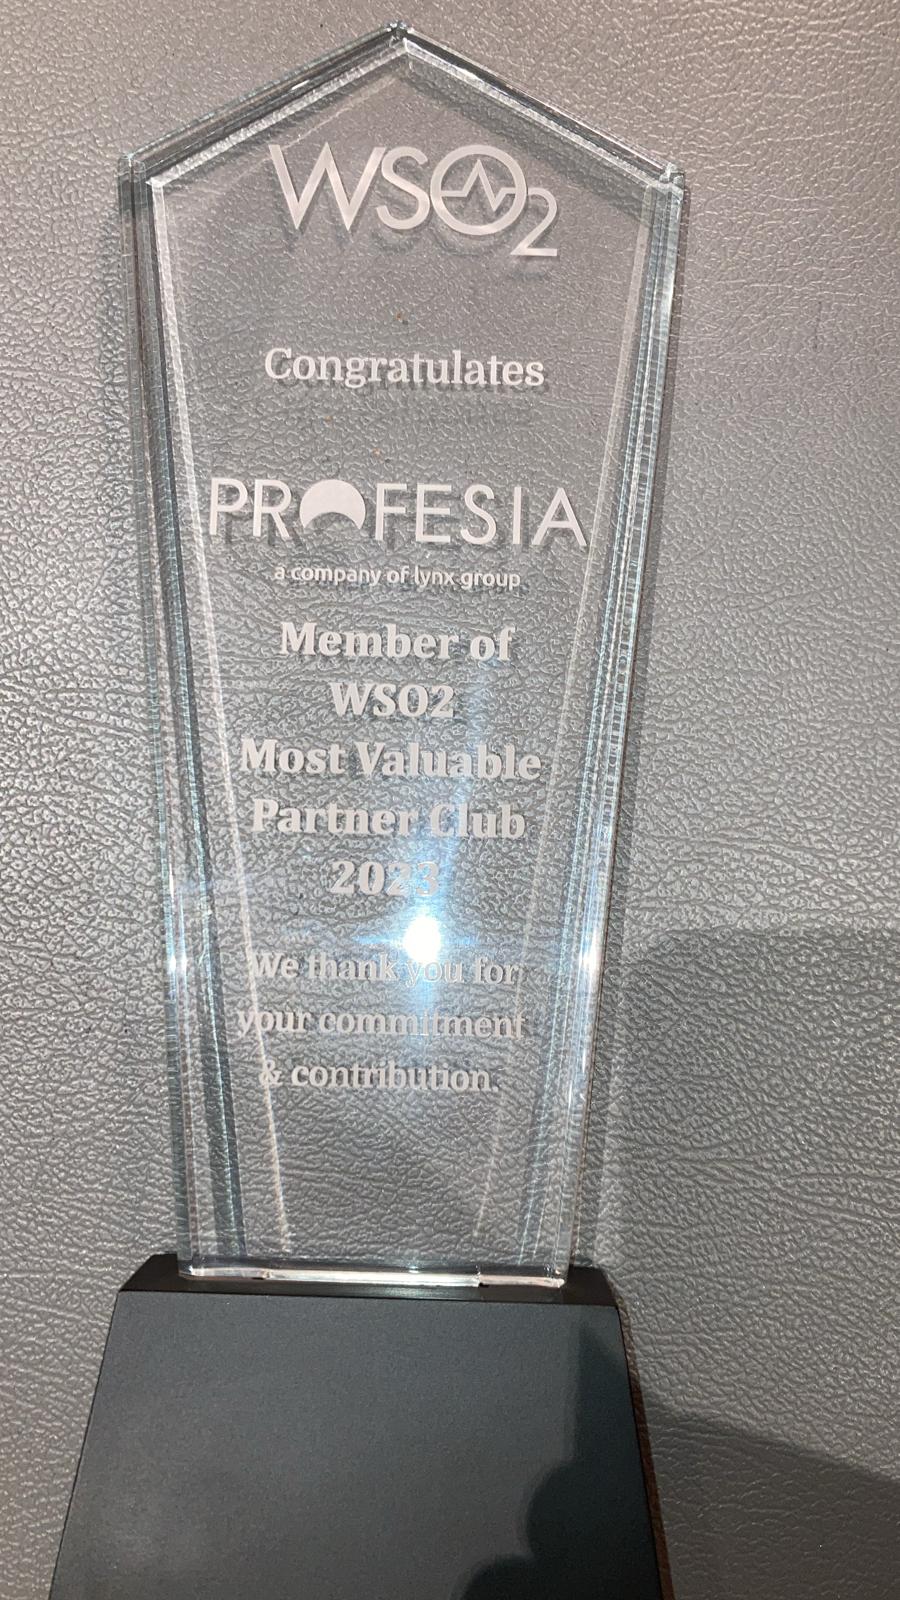 WSO2
Congratulates
PROFESIA
a company of lynx group
Member of
WSO2
Most Valuable
Partner Club
2023
We thank you for
your commitment
& contribution.